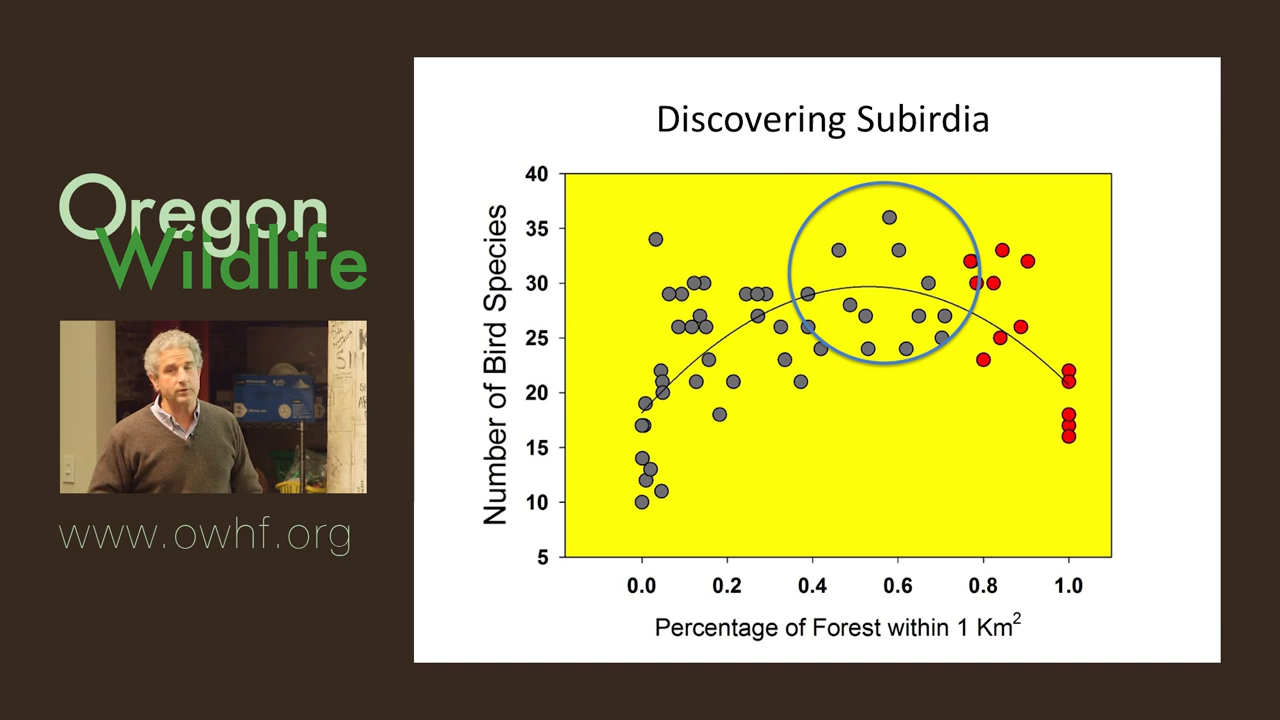 Oregon
Wildlife
www.owhf.org
Discovering Subirdia
Number of Bird Species
40
35
30
25
20
15
10
5
0.0 0.2 0.4 0.6 0.8 1.0
Percentage of Forest within 1 Km²